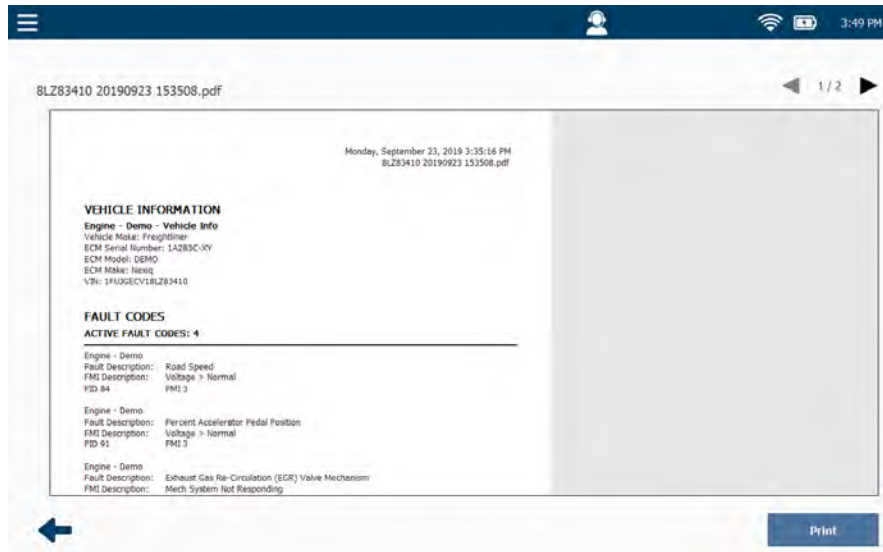 3:49 PM
8LZ83410 20190923 153508.pdf
1/2
Monday, September 23, 2019 3:35:16 PM
8LZ83410 20190923 153508.pdf
VEHICLE INFORMATION
Engine - Demo - Vehicle Info
Vehicle Make: Freightliner
ECM Serial Number: 1A2B3C-XY
ECM Model: DEMO
ECM Make: Nexiq
VIN: 1FUJGECV18LZ83410
FAULT CODES
ACTIVE FAULT CODES: 4
Engine - Demo
Fault Description: Road Speed
FMI Description: Voltage > Normal
PID 84 FMI 3
Engine - Demo
Fault Description: Percent Accelerator Pedal Position
FMI Description: Voltage > Normal
PID 91 FMI 3
Engine - Demo
Fault Description: Exhaust Gas Re-Circulation (EGR) Valve Mechanism
FMI Description: Mech System Not Responding
Print